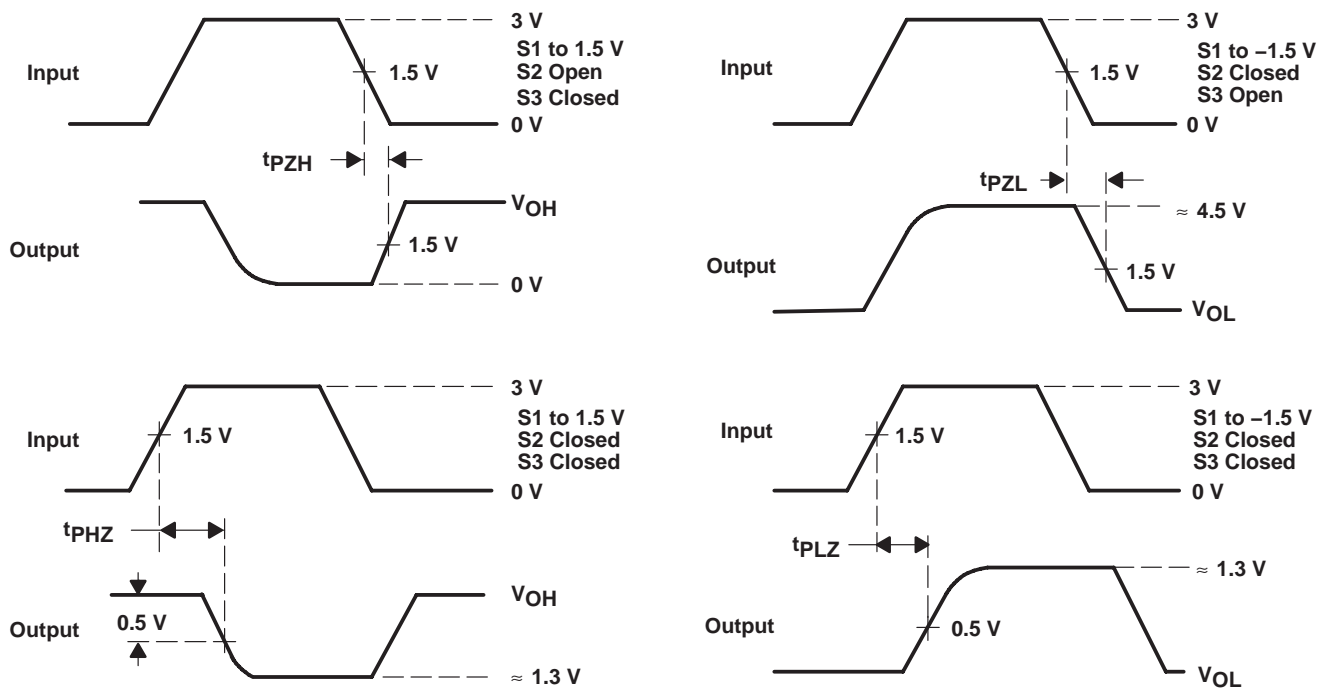 3 V
S1 to 1.5 V
Input
1.5 V
S2 Open
S3 Closed
0 V
tPZH
VOH
Output
1.5 V
0 V
3 V
S1 to −1.5 V
Input
1.5 V
S2 Closed
S3 Open
0 V
tPZL
≈ 4.5 V
Output
1.5 V
VOL
3 V
S1 to 1.5 V
Input
1.5 V
S2 Closed
S3 Closed
0 V
tPHZ
VOH
0.5 V
Output
≈ 1.3 V
3 V
S1 to −1.5 V
Input
1.5 V
S2 Closed
S3 Closed
0 V
tPLZ
≈ 1.3 V
Output
0.5 V
VOL